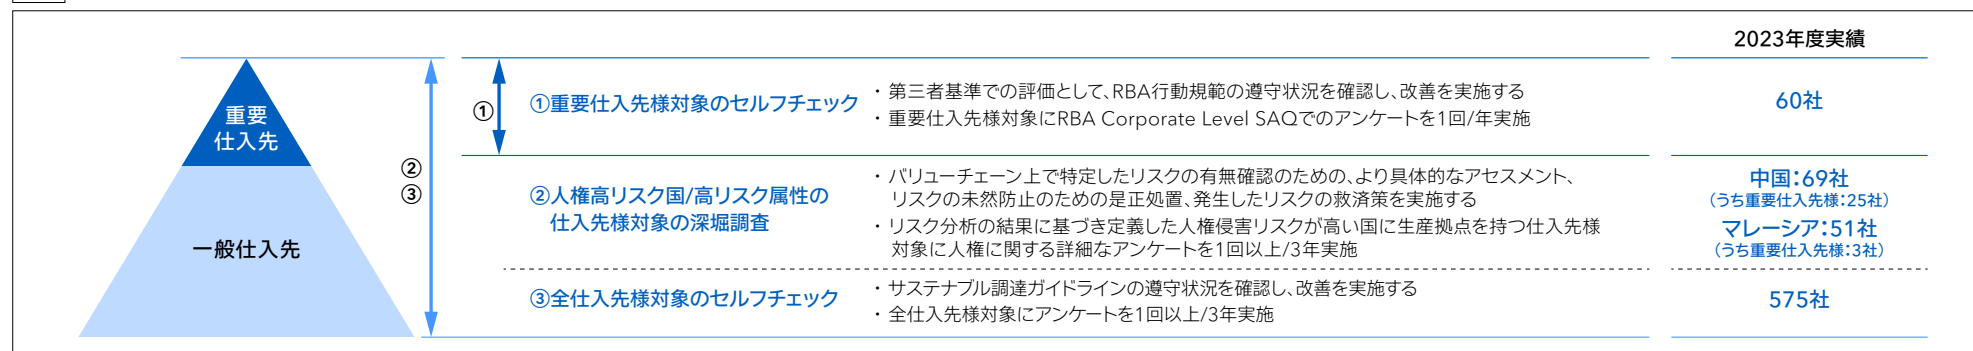 2023年度実績
重要
仕入先
一般仕入先
②
③
①
①重要仕入先様対象のセルフチェック
・第三者基準での評価として、RBA行動規範の遵守状況を確認し、改善を実施する
・重要仕入先様対象にRBA Corporate Level SAQでのアンケートを1回/年実施
60社
②人権高リスク国/高リスク属性の
仕入先様対象の深堀調査
・バリューチェーン上で特定したリスクの有無確認のための、より具体的なアセスメント、
リスクの未然防止のための是正処置、発生したリスクの救済策を実施する
・リスク分析の結果に基づき定義した人権侵害リスクが高い国に生産拠点を持つ仕入先様
対象に人権に関する詳細なアンケートを1回以上/3年実施
中国：69社
（うち重要仕入先様：25社）
マレーシア：51社
（うち重要仕入先様：3社）
③全仕入先様対象のセルフチェック
・サステナブル調達ガイドラインの遵守状況を確認し、改善を実施する
・全仕入先様対象にアンケートを1回以上/3年実施
575社